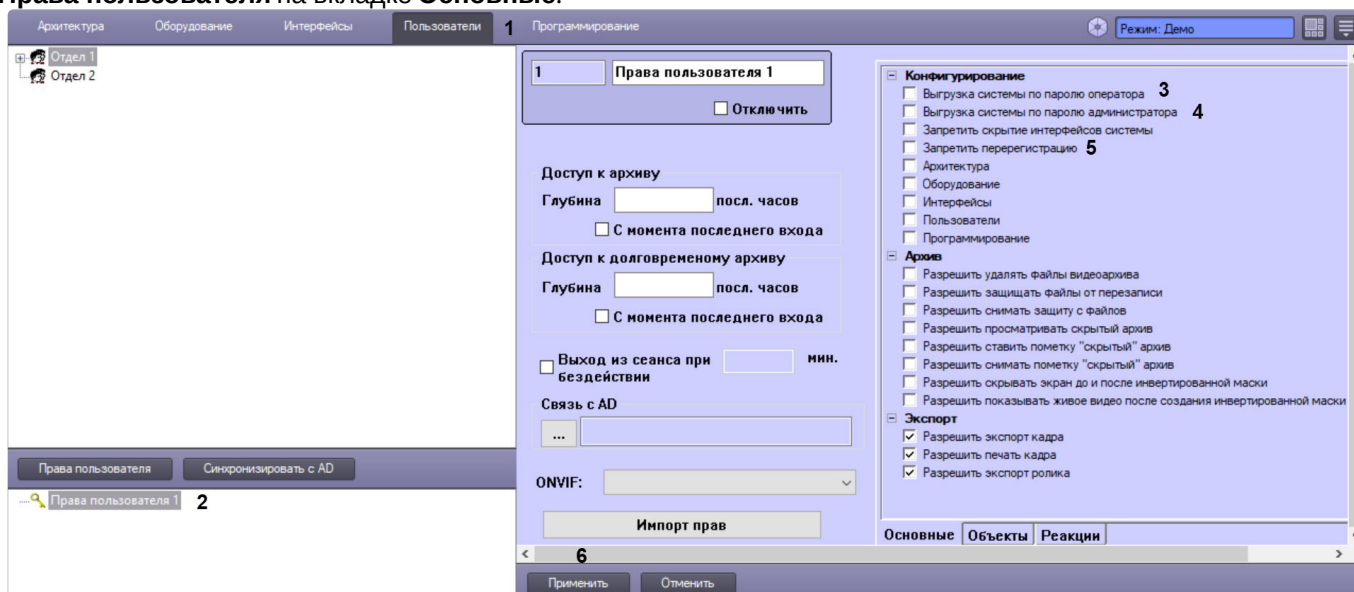 Права пользователя на вкладке Основные.
Архитектура Оборудование Интерфейсы Пользователи 1 Программирование Режим: Демо
Отдел 1
Отдел 2
1 Права пользователя 1
Отключить
Доступ к архиву
Глубина посл. часов
С момента последнего входа
Доступ к долговременому архиву
Глубина посл. часов
С момента последнего входа
Выход из сеанса при мин.
бездействии
Связь с AD
...
ONVIF:
Импорт прав
Конфигурирование
Выгрузка системы по паролю оператора 3
Выгрузка системы по паролю администратора 4
Запретить скрытие интерфейсов системы
Запретить перерегистрацию 5
Архитектура
Оборудование
Интерфейсы
Пользователи
Программирование
Архив
Разрешить удалять файлы видеоархива
Разрешить защищать файлы от перезаписи
Разрешить снимать защиту с файлов
Разрешить просматривать скрытый архив
Разрешить ставить пометку "скрытый" архив
Разрешить снимать пометку "скрытый" архив
Разрешить скрывать экран до и после инвертированной маски
Разрешить показывать живое видео после создания инвертированной маски
Экспорт
Разрешить экспорт кадра
Разрешить печать кадра
Разрешить экспорт ролика
Основные Объекты Реакции
Права пользователя Синхронизировать с AD
Права пользователя 1 2
6
Применить Отменить